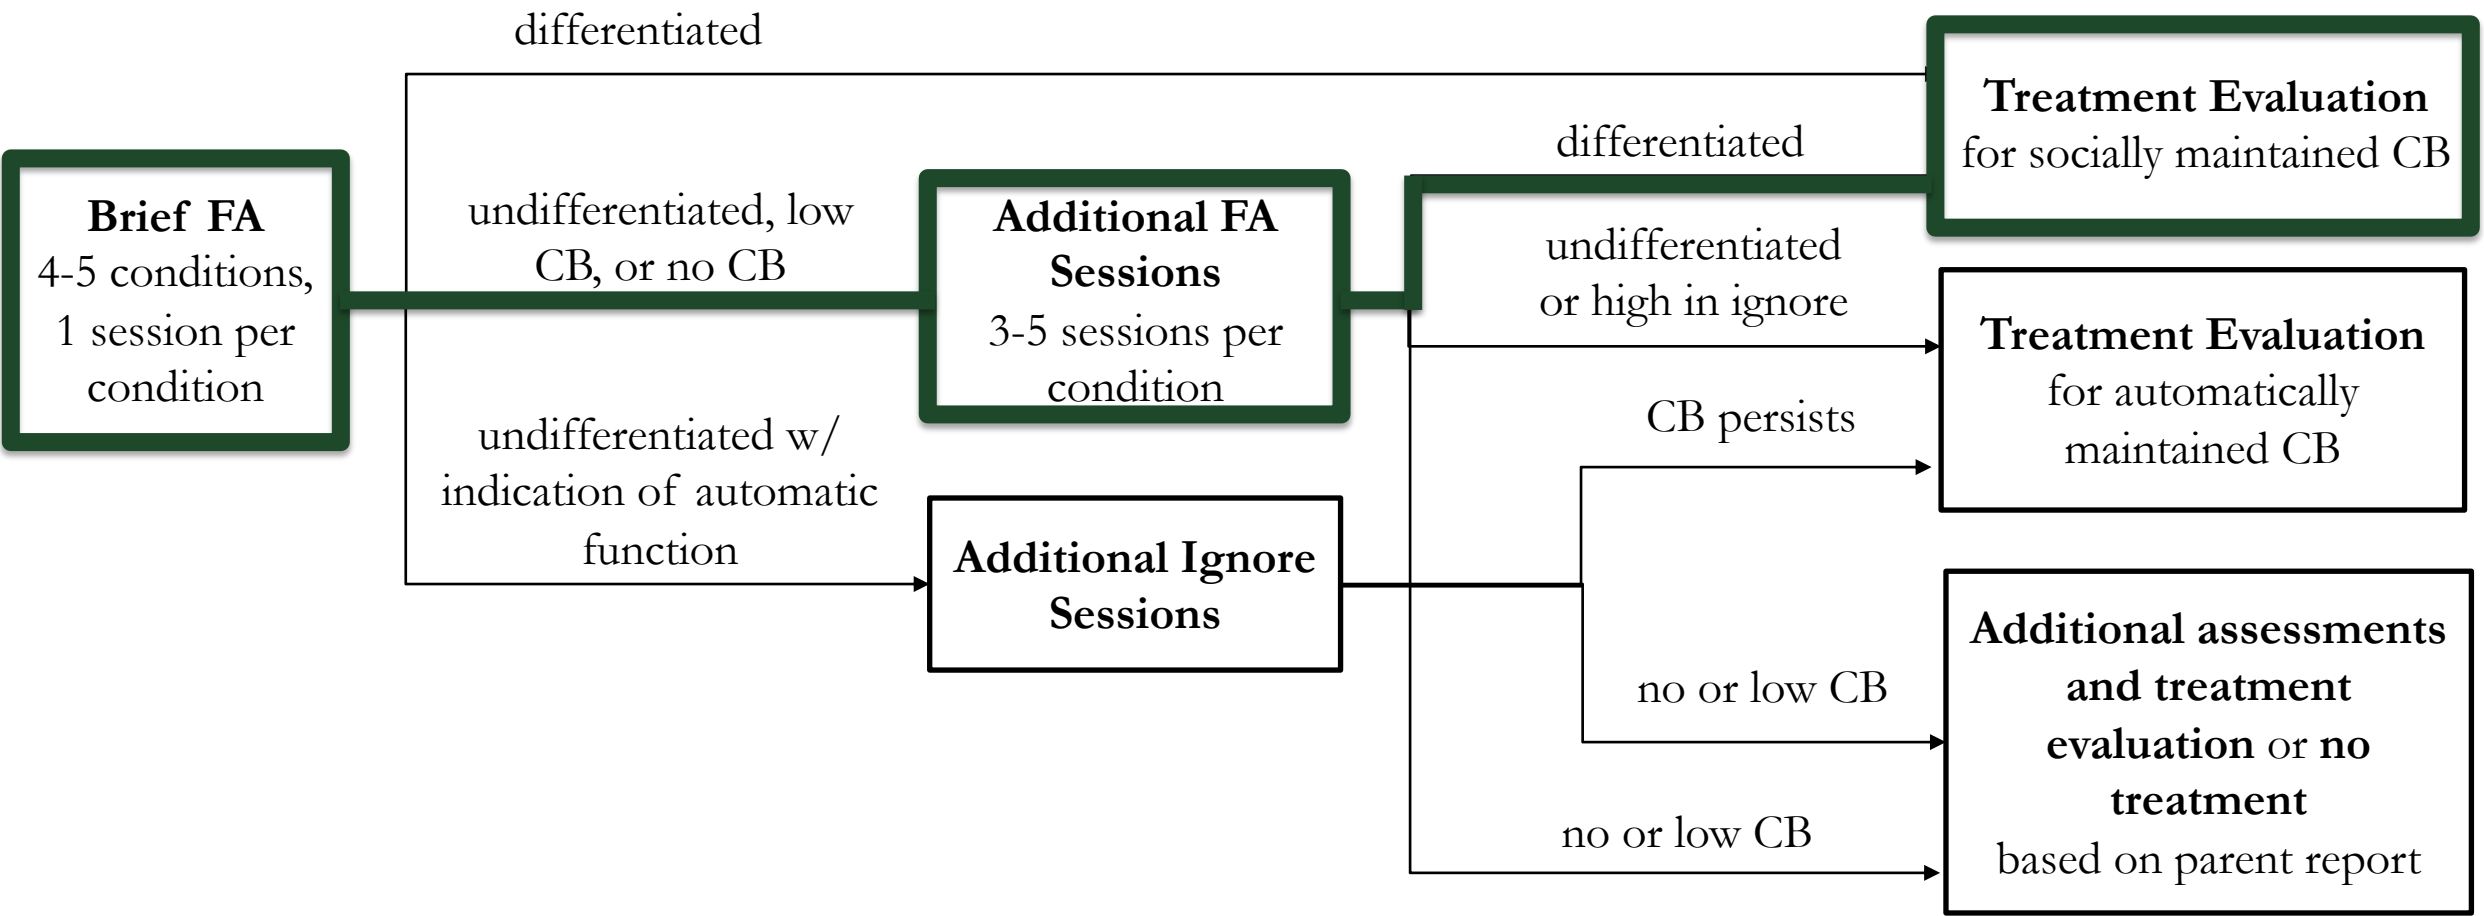 differentiated
Brief FA
4-5 conditions,
1 session per
condition
undifferentiated, low
CB, or no CB
undifferentiated w/
indication of automatic
function
Additional FA
Sessions
3-5 sessions per
condition
Additional Ignore
Sessions
differentiated
undifferentiated
or high in ignore
CB persists
no or low CB
no or low CB
Treatment Evaluation
for socially maintained CB
Treatment Evaluation
for automatically
maintained CB
Additional assessments
and treatment
evaluation or no
treatment
based on parent report